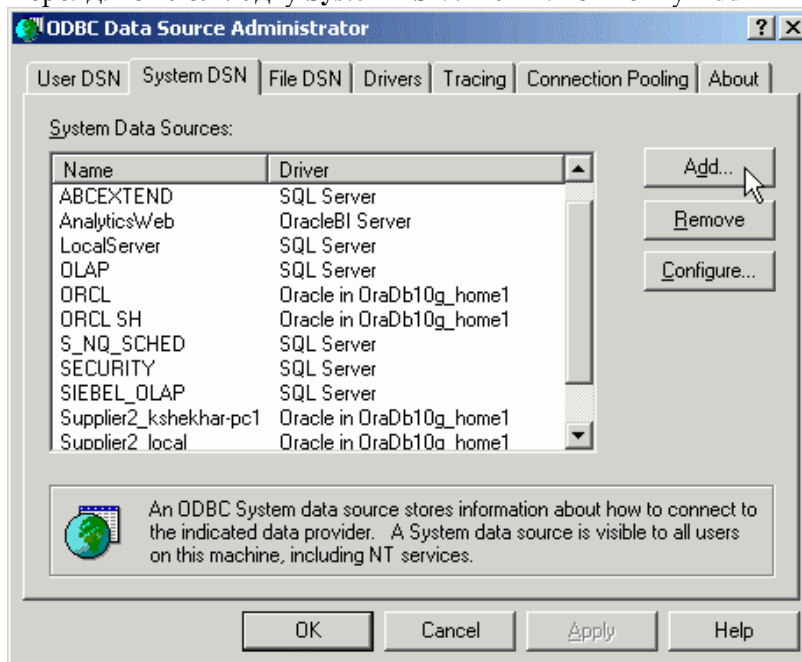 ODBC Data Source Administrator
User DSN System DSN File DSN Drivers Tracing Connection Pooling About
System Data Sources:
Name Driver
ABCEXTEND SQL Server
AnalyticsWeb OracleBI Server
LocalServer SQL Server
OLAP SQL Server
ORCL Oracle in OraDb10g_home1
ORCL SH Oracle in OraDb10g_home1
S_NQ_SCHED SQL Server
SECURITY SQL Server
SIEBEL_OLAP SQL Server
Supplier2_kshekhar-pc1 Oracle in OraDb10g_home1
Supplier2_local Oracle in OraDb10g_home1
Add...
Remove
Configure...
An ODBC System data source stores information about how to connect to
the indicated data provider. A System data source is visible to all users
on this machine, including NT services.
OK Cancel Apply Help